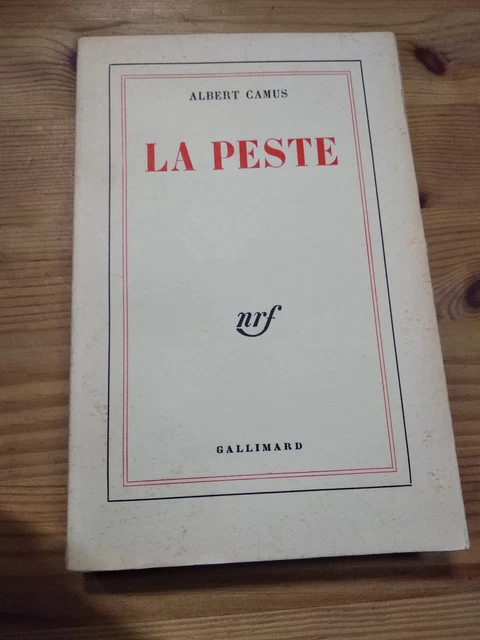 ALBERT CAMUS
LA PESTE
nrf
GALLIMARD